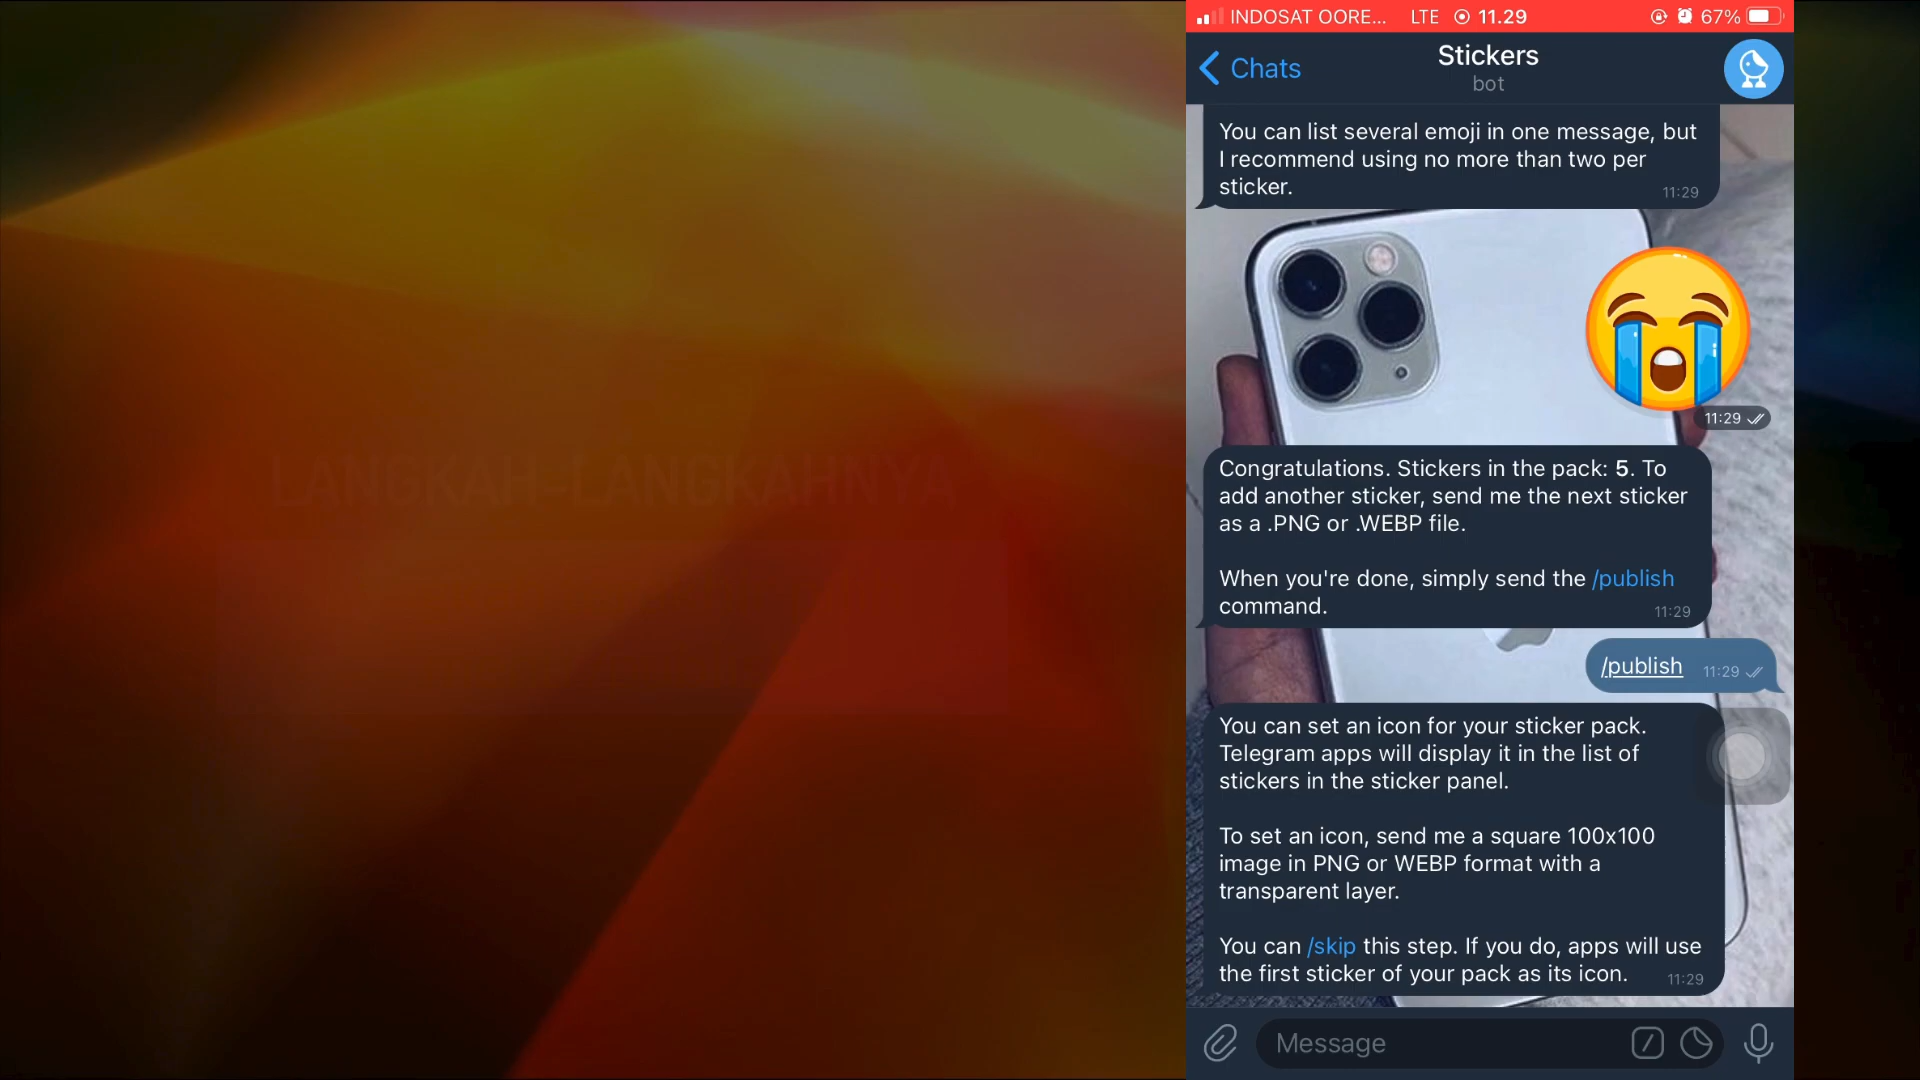 LANGKAH-LANGKAHNYA
INDOSAT OORE... LTE 11.29 67%
Chats
Stickers
bot
You can list several emoji in one message, but
I recommend using no more than two per
sticker.
11:29
11:29
Congratulations. Stickers in the pack: 5. To
add another sticker, send me the next sticker
as a .PNG or .WEBP file.
When you're done, simply send the /publish
command.
11:29
/publish 11:29
You can set an icon for your sticker pack.
Telegram apps will display it in the list of
stickers in the sticker panel.
To set an icon, send me a square 100x100
image in PNG or WEBP format with a
transparent layer.
You can /skip this step. If you do, apps will use
the first sticker of your pack as its icon.
11:29
Message